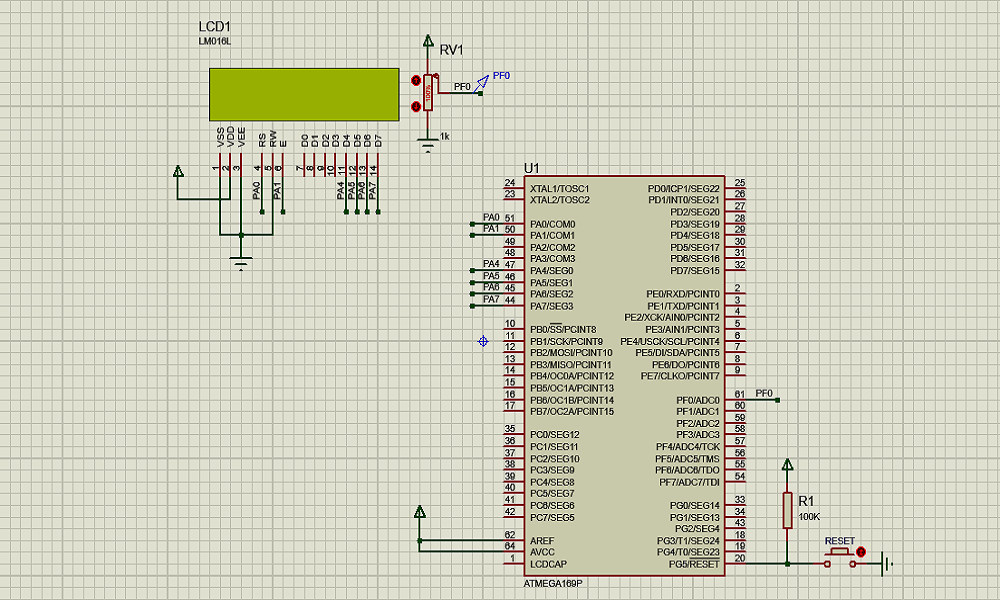 LCD1
LM016L
VSS
VDD
VEE
RS
RW
E
D0
D1
D2
D3
D4
D5
D6
D7
1
2
3
4
5
6
7
8
9
10
11
12
13
14
PA0
PA1
PA4
PA5
PA6
PA7
RV1
100%
1k
PF0
PF0
U1
PA0
PA1
PA4
PA5
PA6
PA7
24 XTAL1/TOSC1
23 XTAL2/TOSC2
51 PA0/COM0
50 PA1/COM1
49 PA2/COM2
48 PA3/COM3
47 PA4/SEG0
46 PA5/SEG1
45 PA6/SEG2
44 PA7/SEG3
10 PB0/SS/PCINT8
11 PB1/SCK/PCINT9
12 PB2/MOSI/PCINT10
13 PB3/MISO/PCINT11
14 PB4/OC0A/PCINT12
15 PB5/OC1A/PCINT13
16 PB6/OC1B/PCINT14
17 PB7/OC2A/PCINT15
35 PC0/SEG12
36 PC1/SEG11
37 PC2/SEG10
38 PC3/SEG9
39 PC4/SEG8
40 PC5/SEG7
41 PC6/SEG6
42 PC7/SEG5
62 AREF
64 AVCC
1 LCDCAP
PD0/ICP1/SEG22 25
PD1/INT0/SEG21 26
PD2/SEG20 27
PD3/SEG19 28
PD4/SEG18 29
PD5/SEG17 30
PD6/SEG16 31
PD7/SEG15 32
PE0/RXD/PCINT0 2
PE1/TXD/PCINT1 3
PE2/XCK/AIN0/PCINT2 4
PE3/AIN1/PCINT3 5
PE4/USCK/SCL/PCINT4 6
PE5/DI/SDA/PCINT5 7
PE6/DO/PCINT6 8
PE7/CLKO/PCINT7 9
PF0/ADC0 61
PF1/ADC1 60
PF2/ADC2 59
PF3/ADC3 58
PF4/ADC4/TCK 57
PF5/ADC5/TMS 56
PF6/ADC6/TDO 55
PF7/ADC7/TDI 54
PG0/SEG14 33
PG1/SEG13 34
PG2/SEG4 43
PG3/T1/SEG24 18
PG4/T0/SEG23 19
PG5/RESET 20
PF0
R1
100K
RESET
ATMEGA169P